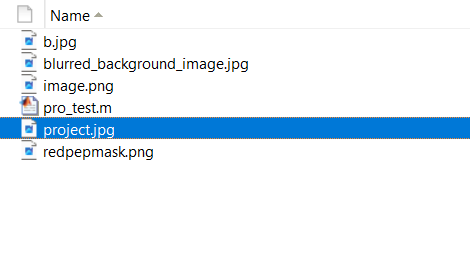 Name
b.jpg
blurred_background_image.jpg
image.png
pro_test.m
project.jpg
redpepmask.png